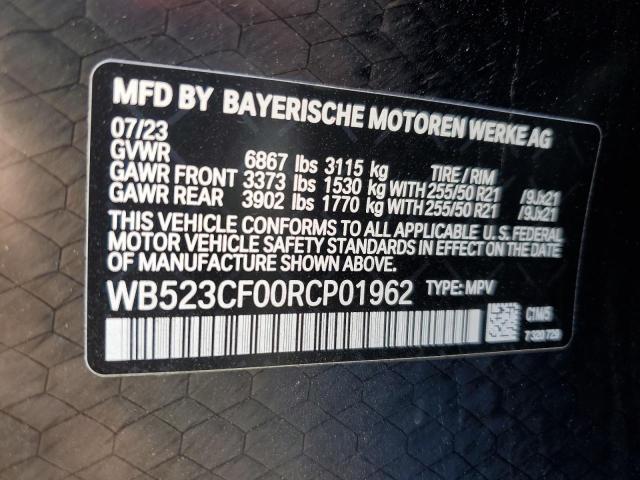 MFD BY BAYERISCHE MOTOREN WERKE AG
07/23
GVWR 6867 lbs 3115 kg TIRE / RIM
GAWR FRONT 3373 lbs 1530 kg WITH 255/50 R21 /9Jx21
GAWR REAR 3902 lbs 1770 kg WITH 255/50 R21 /9Jx21
THIS VEHICLE CONFORMS TO ALL APPLICABLE U.S. FEDERAL
MOTOR VEHICLE SAFETY STANDARDS IN EFFECT ON THE DATE
OF MANUFACTURE SHOWN ABOVE.
WB523CF00RCP01962 TYPE: MPV
C1M5
7320729